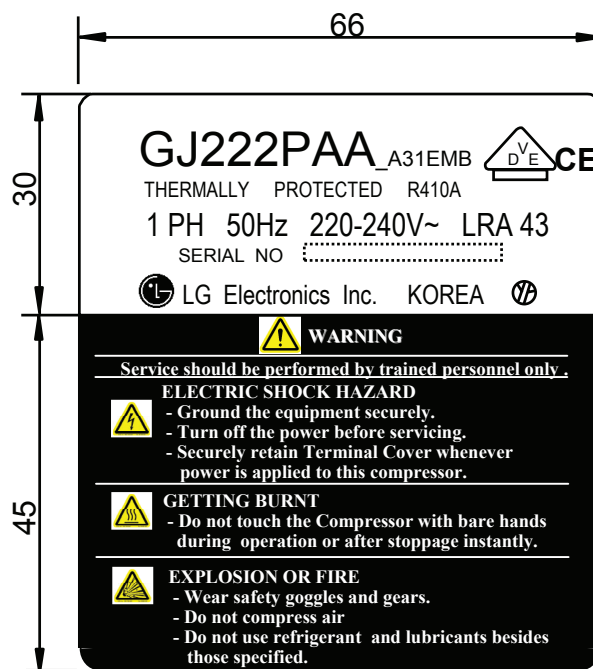 66
30
GJ222PAA_A31EMB VDE CE
THERMALLY PROTECTED R410A
1 PH 50Hz 220-240V~ LRA 43
SERIAL NO
LG LG Electronics Inc. KOREA
45
WARNING
Service should be performed by trained personnel only .
ELECTRIC SHOCK HAZARD
- Ground the equipment securely.
- Turn off the power before servicing.
- Securely retain Terminal Cover whenever
power is applied to this compressor.
GETTING BURNT
- Do not touch the Compressor with bare hands
during operation or after stoppage instantly.
EXPLOSION OR FIRE
- Wear safety goggles and gears.
- Do not compress air
- Do not use refrigerant and lubricants besides
those specified.